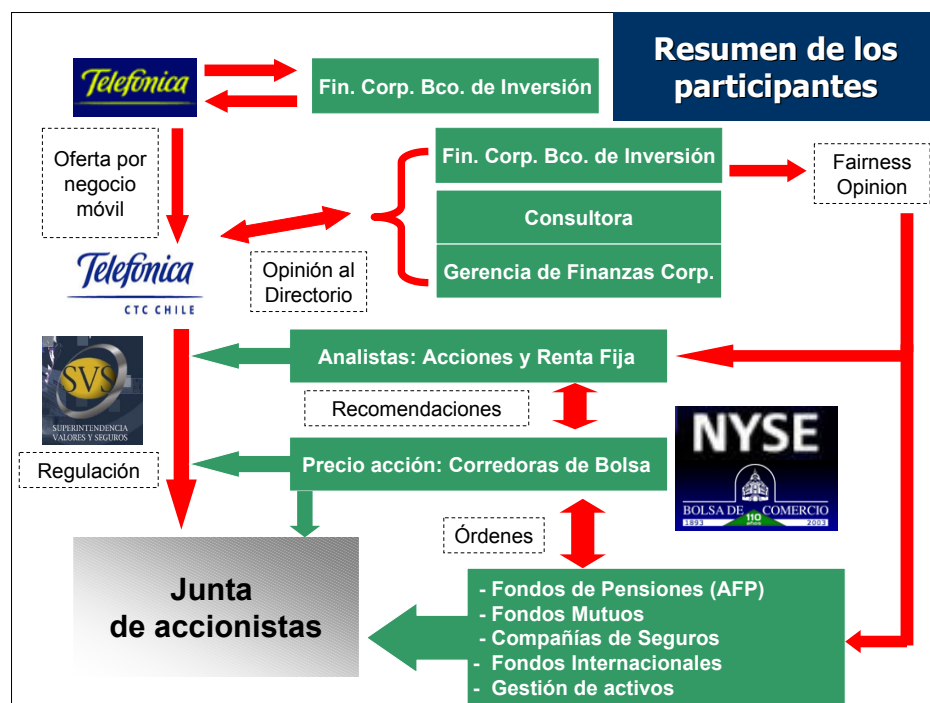 Resumen de los
participantes
Telefónica
Fin. Corp. Bco. de Inversión
Oferta por
negocio
móvil
Fin. Corp. Bco. de Inversión
Fairness
Opinion
Consultora
Telefónica
CTC CHILE
Opinión al
Directorio
Gerencia de Finanzas Corp.
SVS
SUPERINTENDENCIA
VALORES Y SEGUROS
Analistas: Acciones y Renta Fija
Recomendaciones
NYSE
Regulación
Precio acción: Corredoras de Bolsa
BOLSA DE COMERCIO
1893 110 años 2003
Órdenes
Junta
de accionistas
- Fondos de Pensiones (AFP)
- Fondos Mutuos
- Compañías de Seguros
- Fondos Internacionales
- Gestión de activos